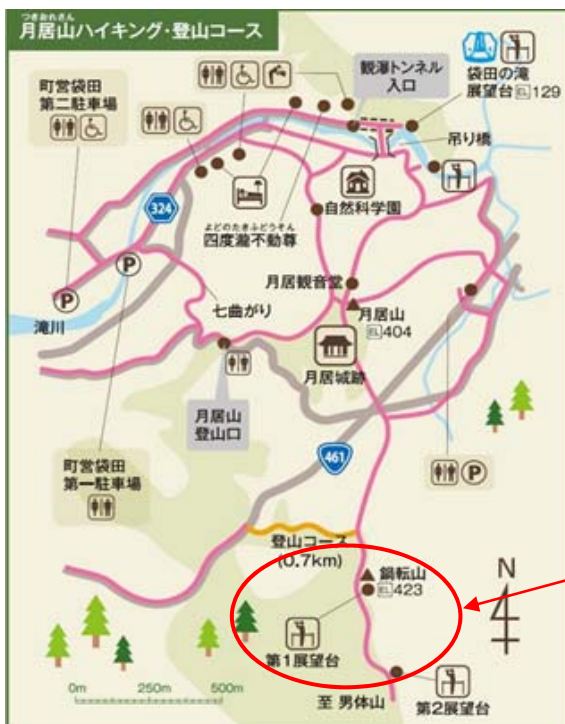 つきおれさん
月居山ハイキング・登山コース
町営袋田
第二駐車場
観瀑トンネル
入口
袋田の滝
展望台 EL 129
吊り橋
324
自然科学園
よどのたきふどうそん
四度瀧不動尊
P
P
滝川
七曲がり
月居観音堂
月居山
EL 404
月居城跡
月居山
登山口
461
P
町営袋田
第一駐車場
登山コース
(0.7km)
鍋転山
EL 423
N
第1展望台
0m 250m 500m
至 男体山
第2展望台